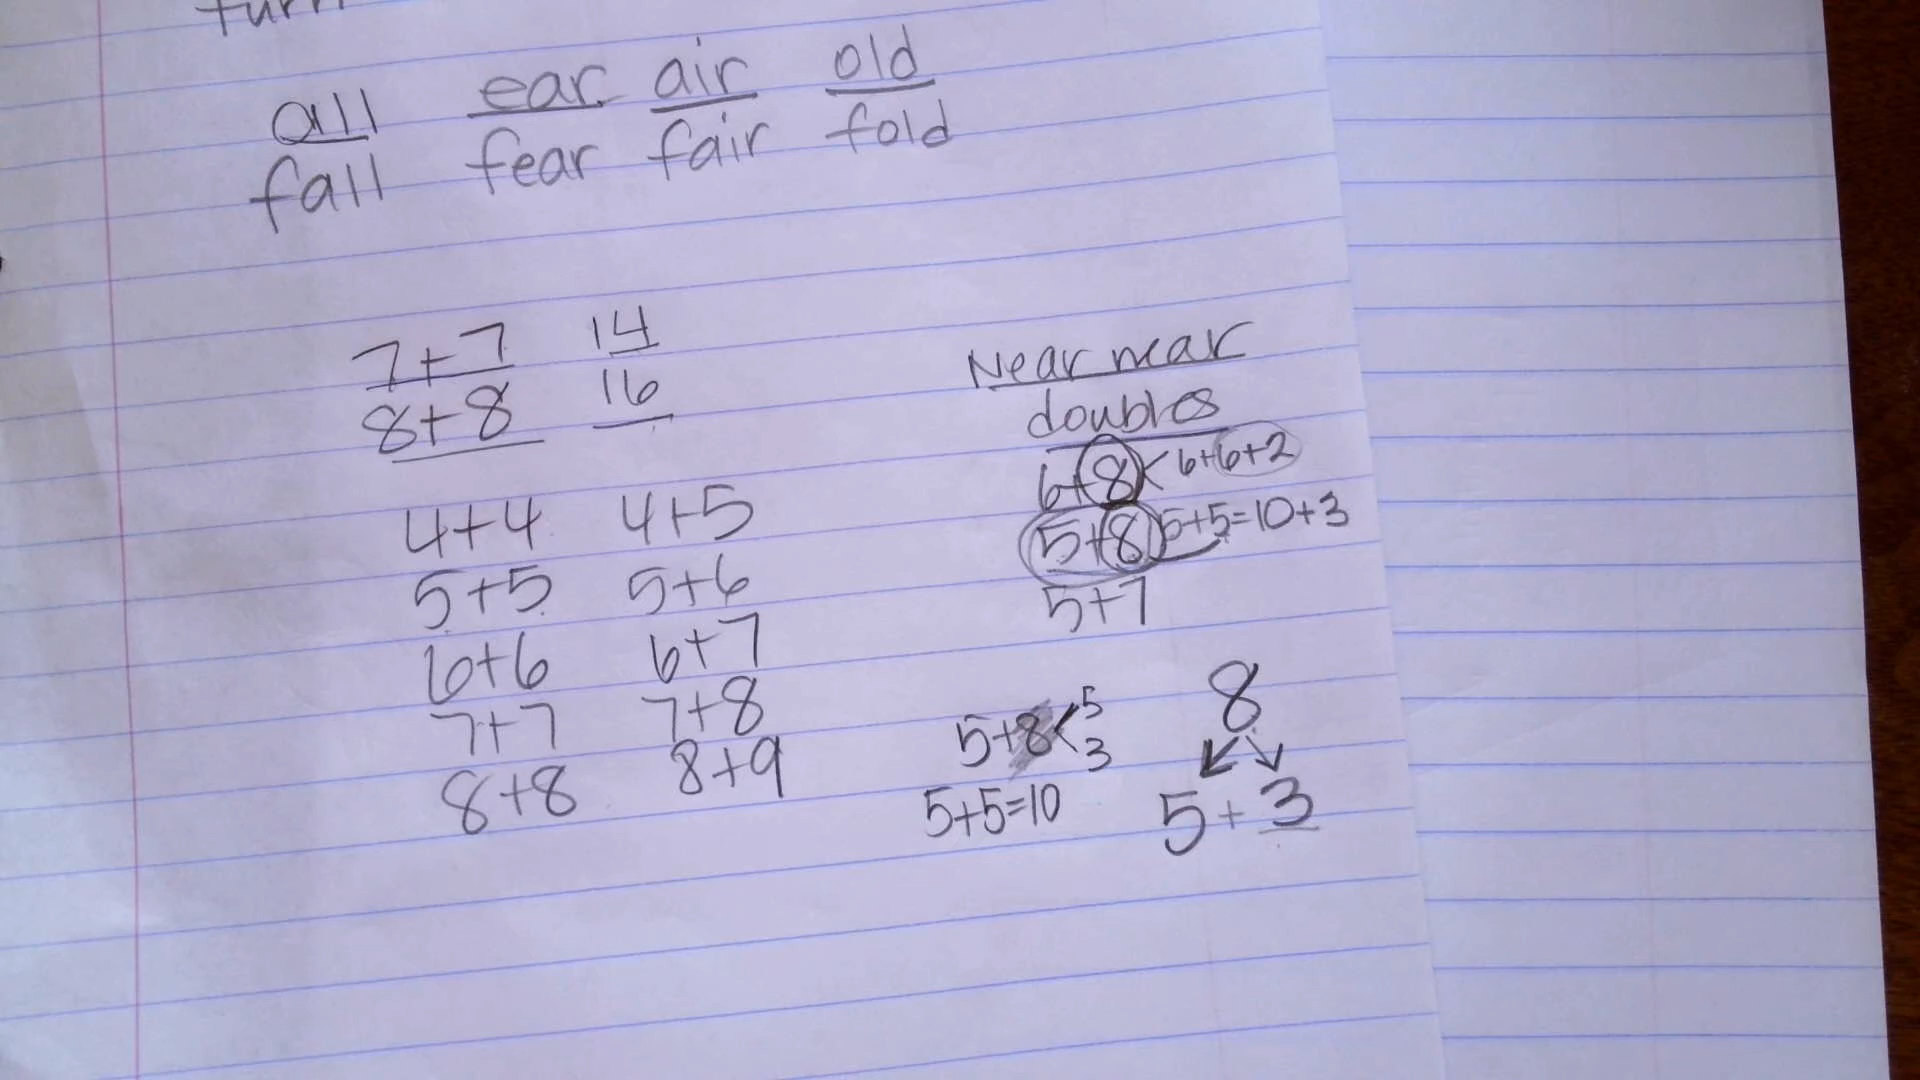 turn
all ear air old
fall fear fair fold
7+7 14
8+8 16
4+4 4+5
5+5 5+6
6+6 6+7
7+7 7+8
8+8 8+9
Near near
doubles
6+8 < 6+6+2
5+8 5+5=10+3
5+7
5+8 < 5
3
5+5=10
8
5+3